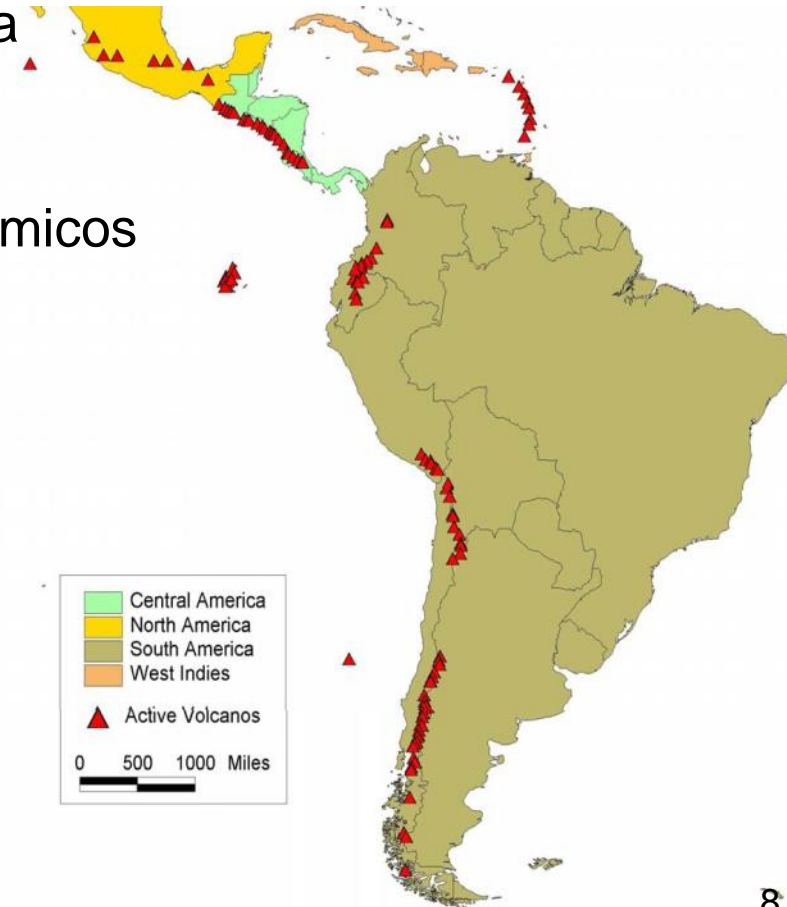 a
micos
Central America
North America
South America
West Indies
Active Volcanos
0 500 1000 Miles
8